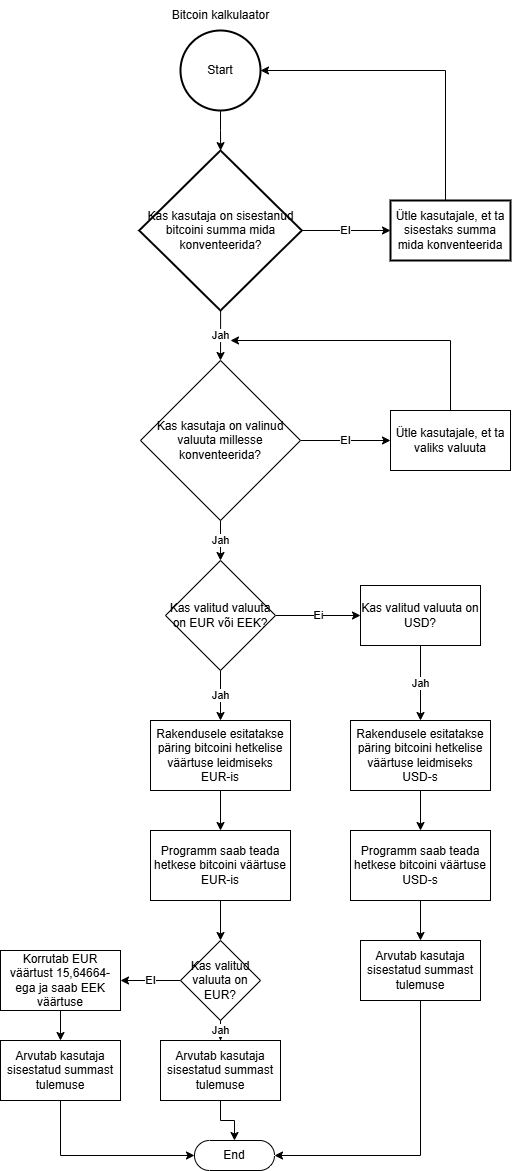 Bitcoin kalkulaator
Start
Kas kasutaja on sisestanud
bitcoini summa mida
konventeerida?
EI
Ütle kasutajale, et ta
sisestaks summa
mida konventeerida
Jah
Kas kasutaja on valinud
valuuta millesse
konventeerida?
EI
Ütle kasutajale, et ta
valiks valuuta
Jah
Kas valitud valuuta
on EUR või EEK?
Ei
Kas valitud valuuta on
USD?
Jah
Jah
Rakendusele esitatakse
päring bitcoini hetkelise
väärtuse leidmiseks
EUR-is
Rakendusele esitatakse
päring bitcoini hetkelise
väärtuse leidmiseks
USD-s
Programm saab teada
hetkese bitcoini väärtuse
EUR-is
Programm saab teada
hetkese bitcoini väärtuse
USD-s
Kas valitud
valuuta on
EUR?
EI
Korrutab EUR
väärtust 15,64664-
ega ja saab EEK
väärtuse
Arvutab kasutaja
sisestatud summast
tulemuse
Jah
Arvutab kasutaja
sisestatud summast
tulemuse
Arvutab kasutaja
sisestatud summast
tulemuse
End